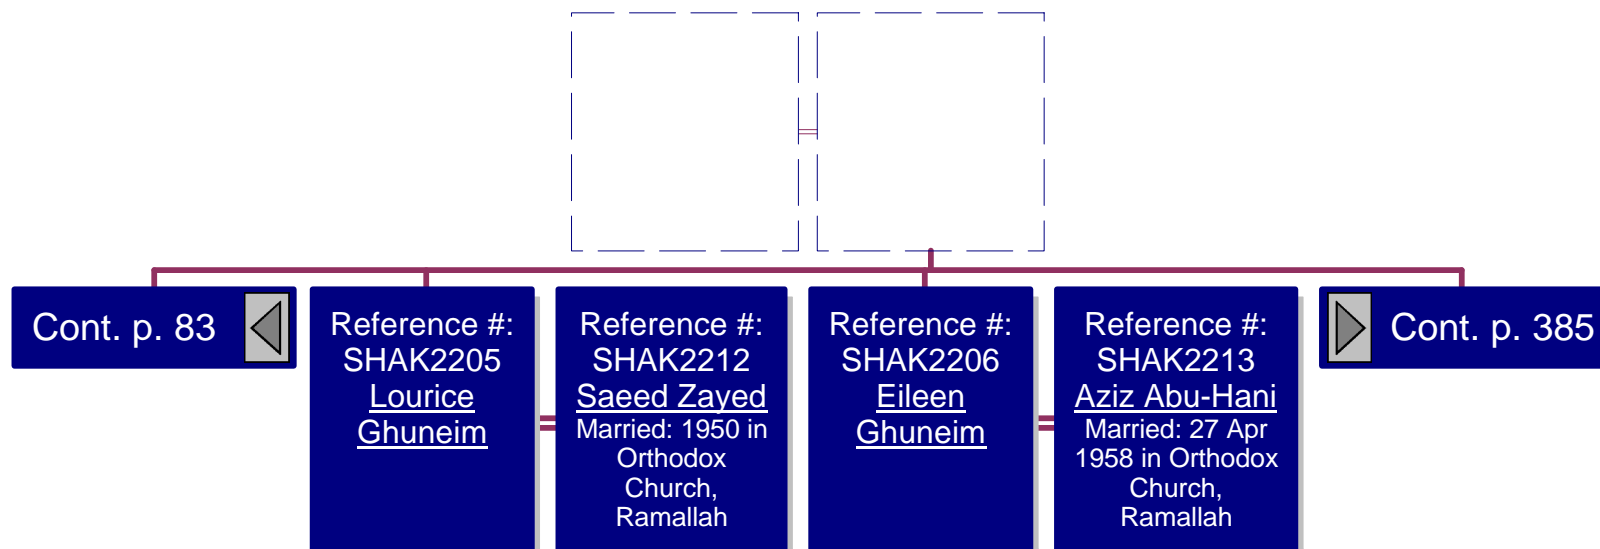 Cont. p. 83
Reference #:
SHAK2205
Lourice
Ghuneim
Reference #:
SHAK2212
Saeed Zayed
Married: 1950 in
Orthodox
Church,
Ramallah
Reference #:
SHAK2206
Eileen
Ghuneim
Reference #:
SHAK2213
Aziz Abu-Hani
Married: 27 Apr
1958 in Orthodox
Church,
Ramallah
Cont. p. 385